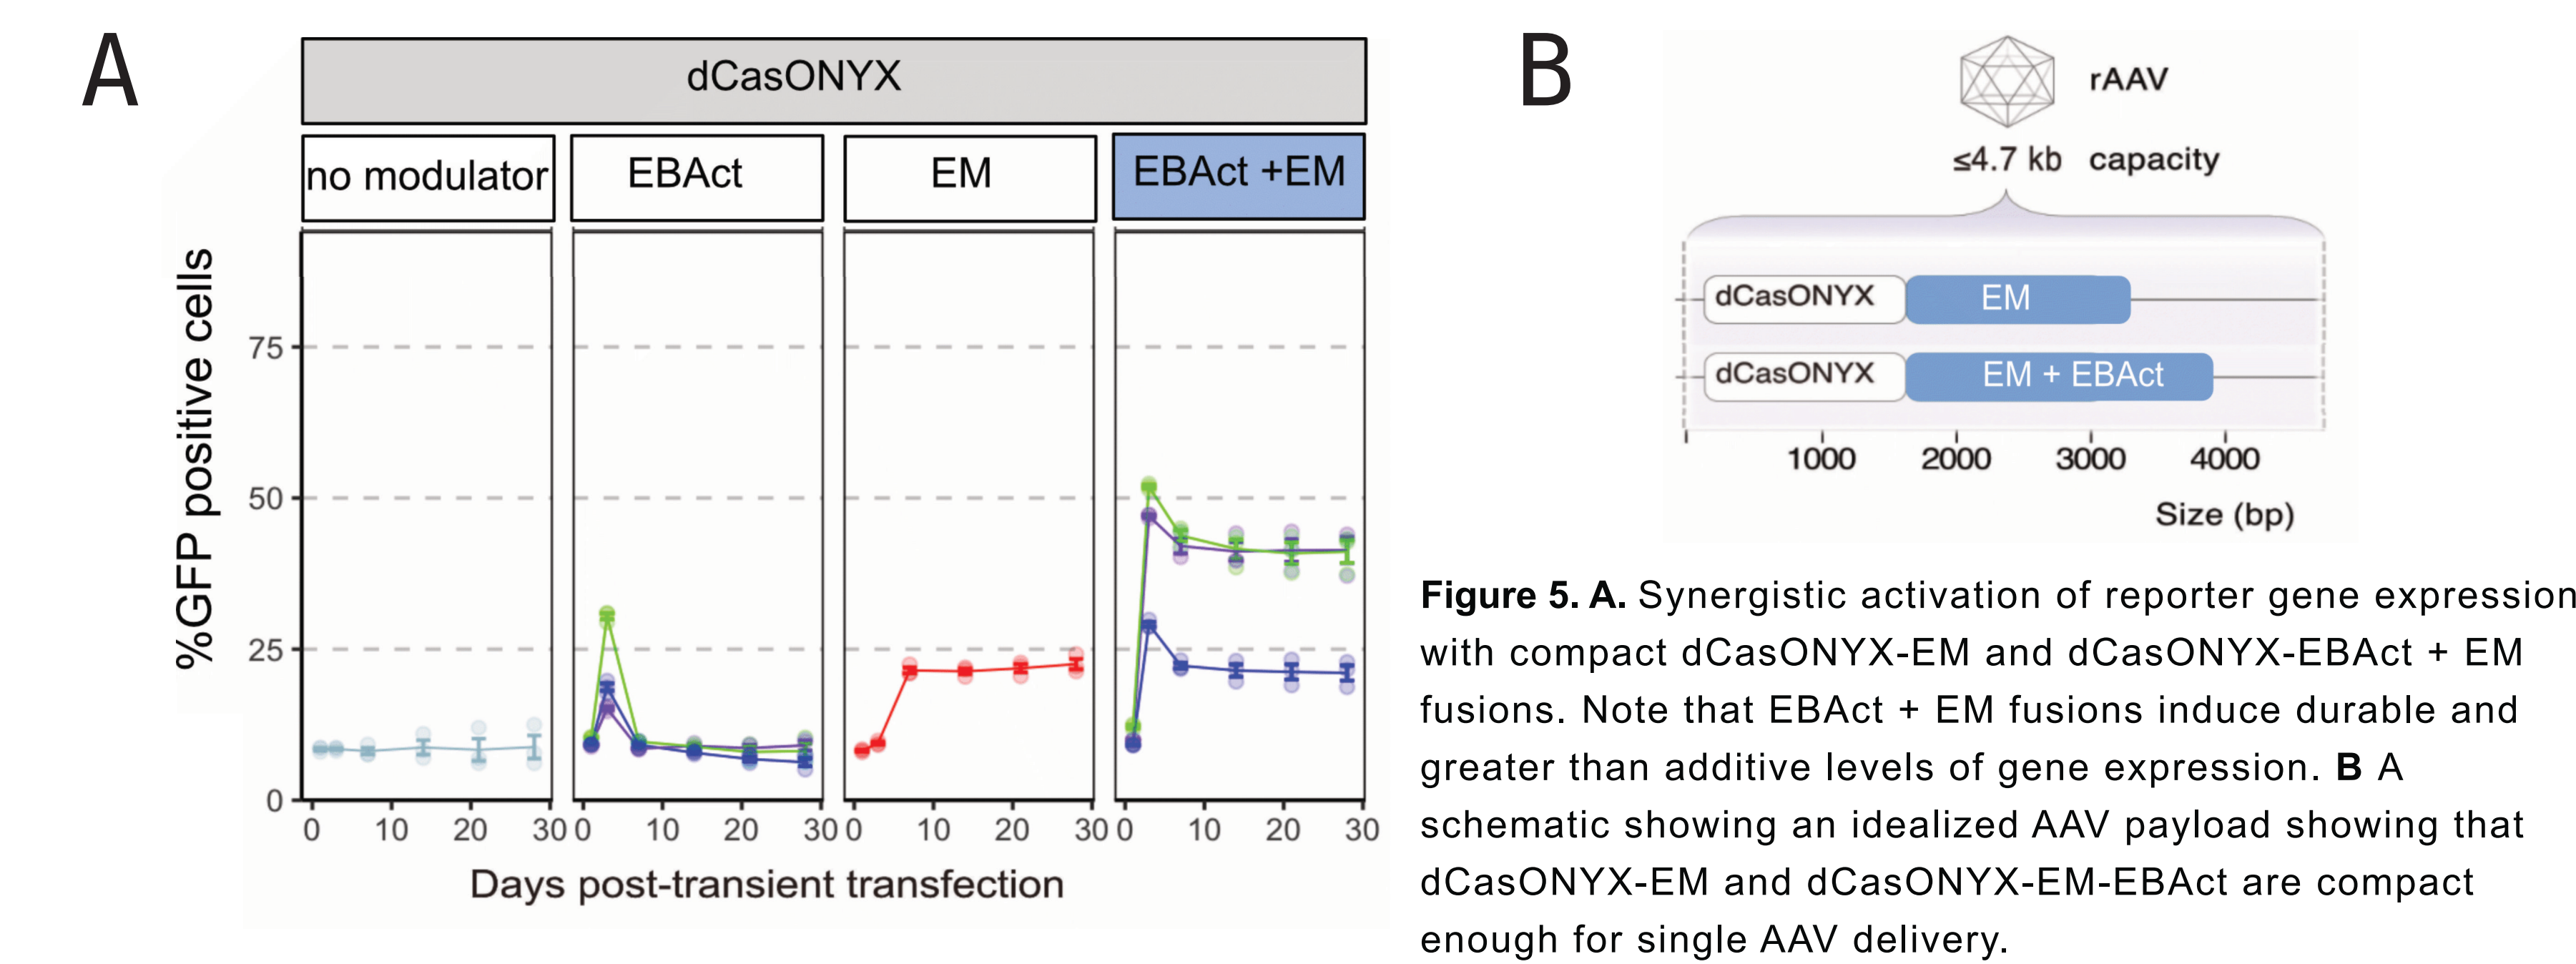 A
dCasONYX
no modulator
EBAct
EM
EBAct +EM
%GFP positive cells
75
50
25
0
0 10 20 30
0 10 20 30
0 10 20 30
0 10 20 30
Days post-transient transfection
B
rAAV
≤4.7 kb capacity
dCasONYX EM
dCasONYX EM + EBAct
1000 2000 3000 4000
Size (bp)
Figure 5. A. Synergistic activation of reporter gene expression
with compact dCasONYX-EM and dCasONYX-EBAct + EM
fusions. Note that EBAct + EM fusions induce durable and
greater than additive levels of gene expression. B A
schematic showing an idealized AAV payload showing that
dCasONYX-EM and dCasONYX-EM-EBAct are compact
enough for single AAV delivery.